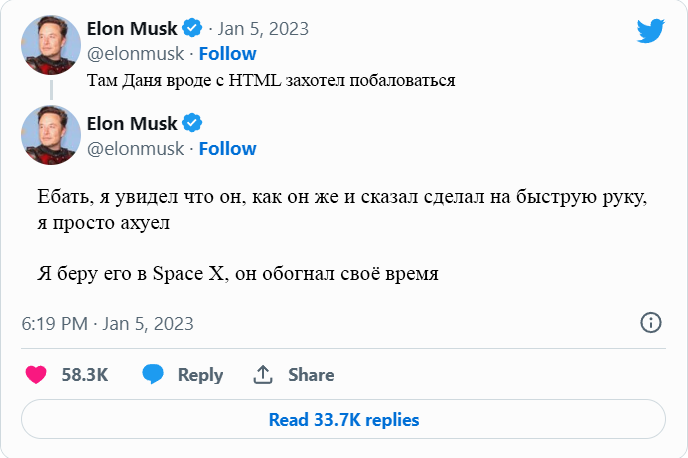 Elon Musk · Jan 5, 2023
@elonmusk · Follow
Там Даня вроде с HTML захотел побаловаться
Elon Musk
@elonmusk · Follow
Ебать, я увидел что он, как он же и сказал сделал на быструю руку,
я просто ахуел
Я беру его в Space X, он обогнал своё время
6:19 PM · Jan 5, 2023
58.3K Reply Share
Read 33.7K replies